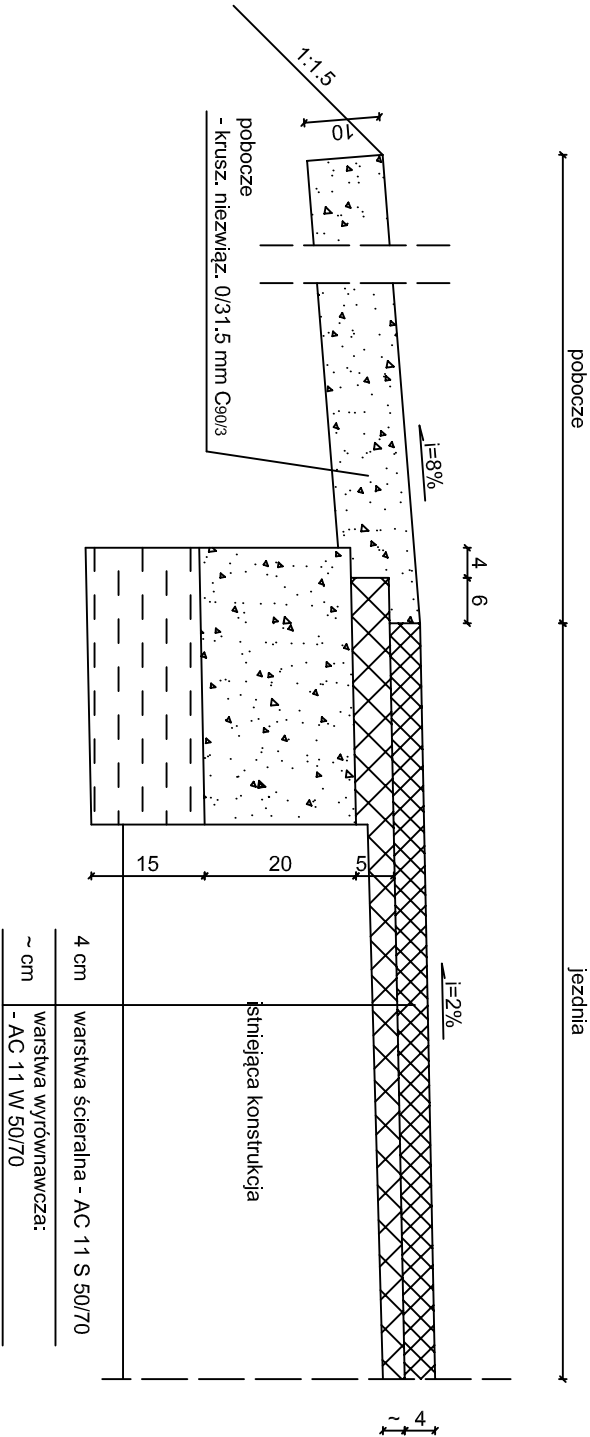 pobocze
jezdnia
i=8%
i=2%
4
6
1:1.5
10
pobocze
- krusz. niezwiąz. 0/31.5 mm C90/3
5
20
15
4
~
istniejąca konstrukcja
4 cm warstwa ścieralna - AC 11 S 50/70
~ cm warstwa wyrównawcza:
- AC 11 W 50/70